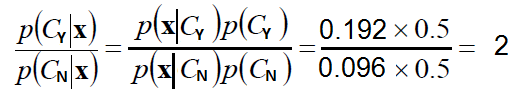 p(C_Y|x) / p(C_N|x) = p(x|C_Y)p(C_Y) / p(x|C_N)p(C_N) = 0.192 × 0.5 / 0.096 × 0.5 = 2